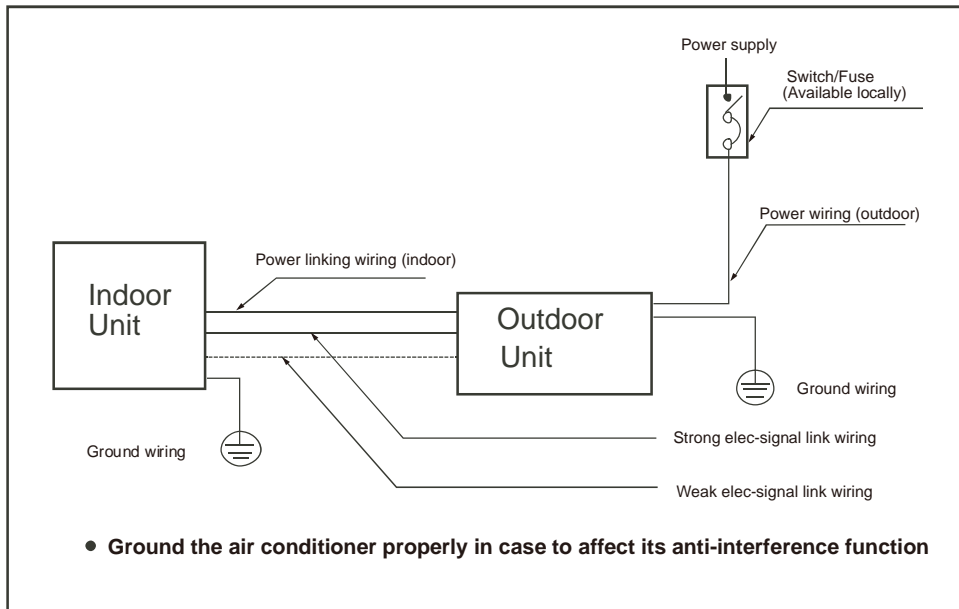 Power supply
Switch/Fuse
(Available locally)
Power wiring (outdoor)
Power linking wiring (indoor)
Indoor
Unit
Outdoor
Unit
Ground wiring
Ground wiring
Strong elec-signal link wiring
Weak elec-signal link wiring
● Ground the air conditioner properly in case to affect its anti-interference function